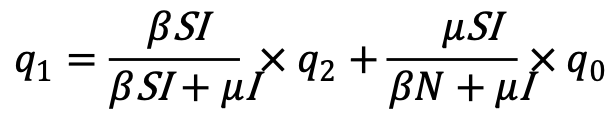 q₁ = βSI / βSI + μI × q₂ + μSI / βN + μI × q₀